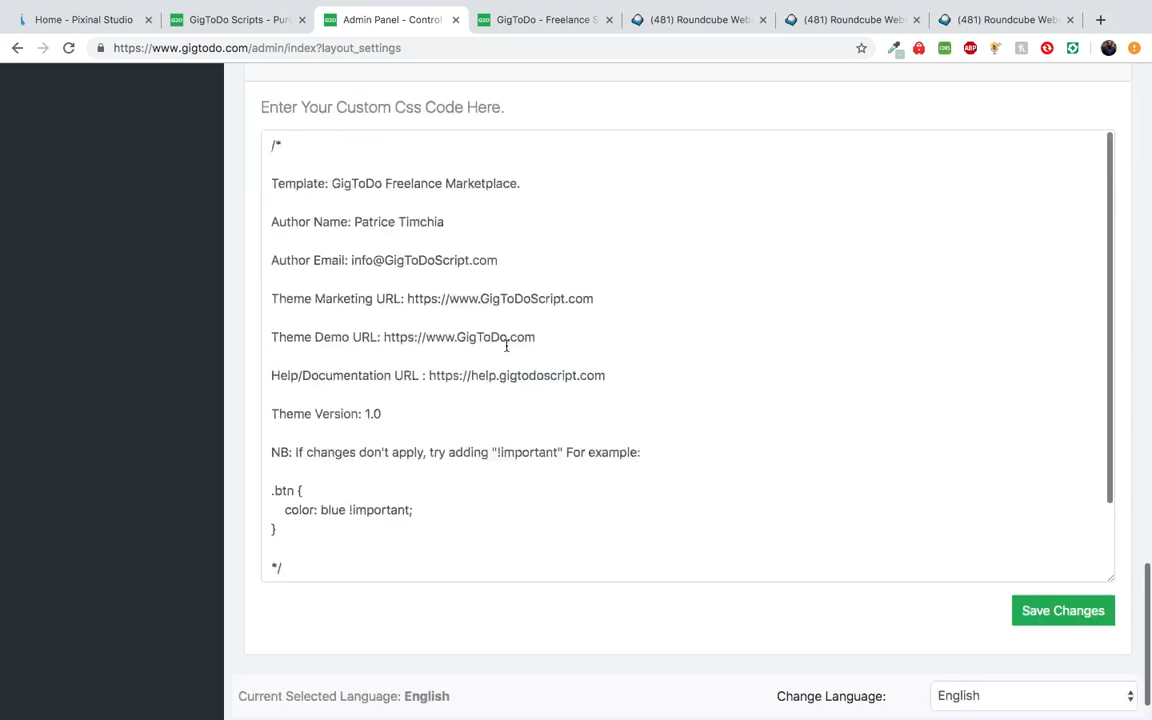 Home - Pixinal Studio
GigToDo Scripts - Pur
Admin Panel - Control
GigToDo - Freelance S
(481) Roundcube Web
(481) Roundcube Web
(481) Roundcube Web
https://www.gigtodo.com/admin/index?layout_settings
Enter Your Custom Css Code Here.
/*
Template: GigToDo Freelance Marketplace.
Author Name: Patrice Timchia
Author Email: info@GigToDoScript.com
Theme Marketing URL: https://www.GigToDoScript.com
Theme Demo URL: https://www.GigToDo.com
Help/Documentation URL : https://help.gigtodoscript.com
Theme Version: 1.0
NB: If changes don't apply, try adding "!important" For example:
.btn {
color: blue !important;
}
*/
Save Changes
Current Selected Language: English
Change Language:
English